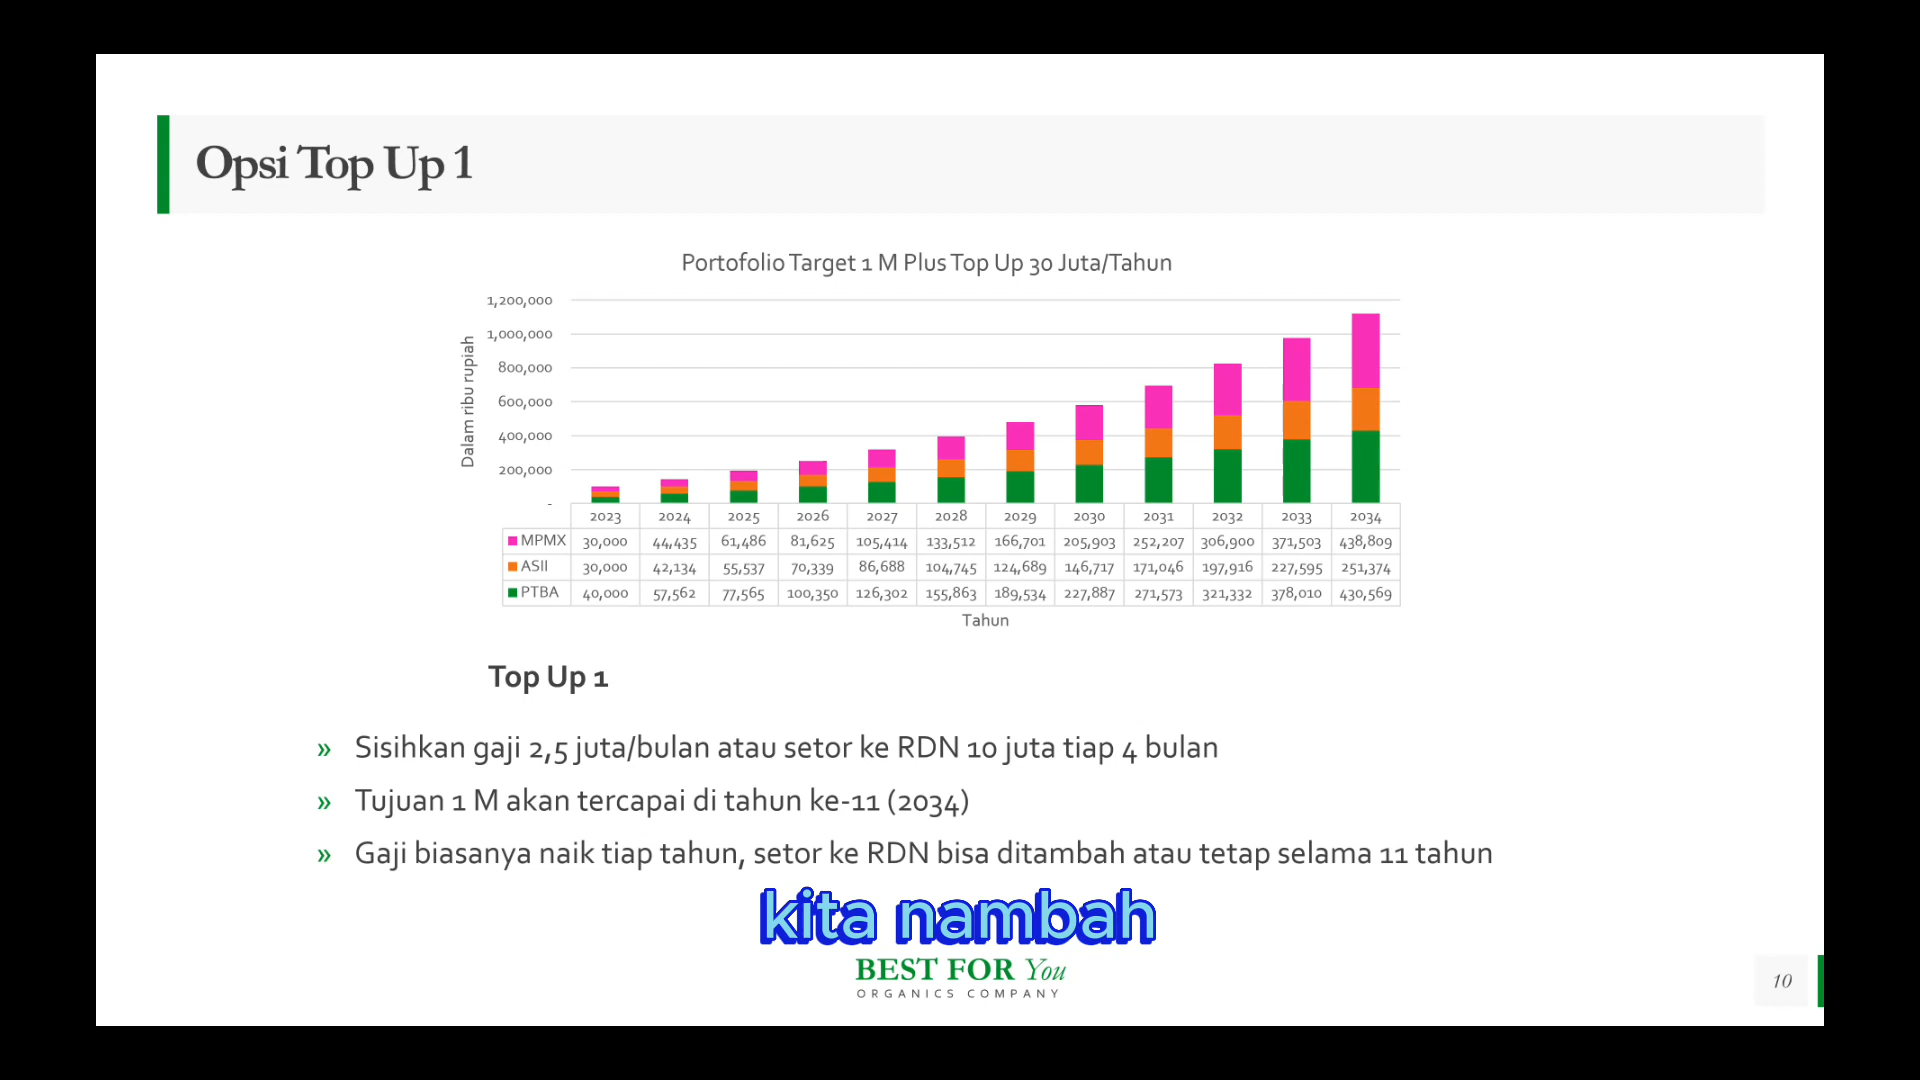 Opsi Top Up 1
Portofolio Target 1 M Plus Top Up 30 Juta/Tahun
Dalam ribu rupiah
1,200,000
1,000,000
800,000
600,000
400,000
200,000
-
2023 2024 2025 2026 2027 2028 2029 2030 2031 2032 2033 2034
MPMX 30,000 44,435 61,486 81,625 105,414 133,512 166,701 205,903 252,207 306,900 371,503 438,809
ASII 30,000 42,134 55,537 70,339 86,688 104,745 124,689 146,717 171,046 197,916 227,595 251,374
PTBA 40,000 57,562 77,565 100,350 126,302 155,863 189,534 227,887 271,573 321,332 378,010 430,569
Tahun
Top Up 1
» Sisihkan gaji 2,5 juta/bulan atau setor ke RDN 10 juta tiap 4 bulan
» Tujuan 1 M akan tercapai di tahun ke-11 (2034)
» Gaji biasanya naik tiap tahun, setor ke RDN bisa ditambah atau tetap selama 11 tahun
kita nambah
BEST FOR You
ORGANICS COMPANY
10